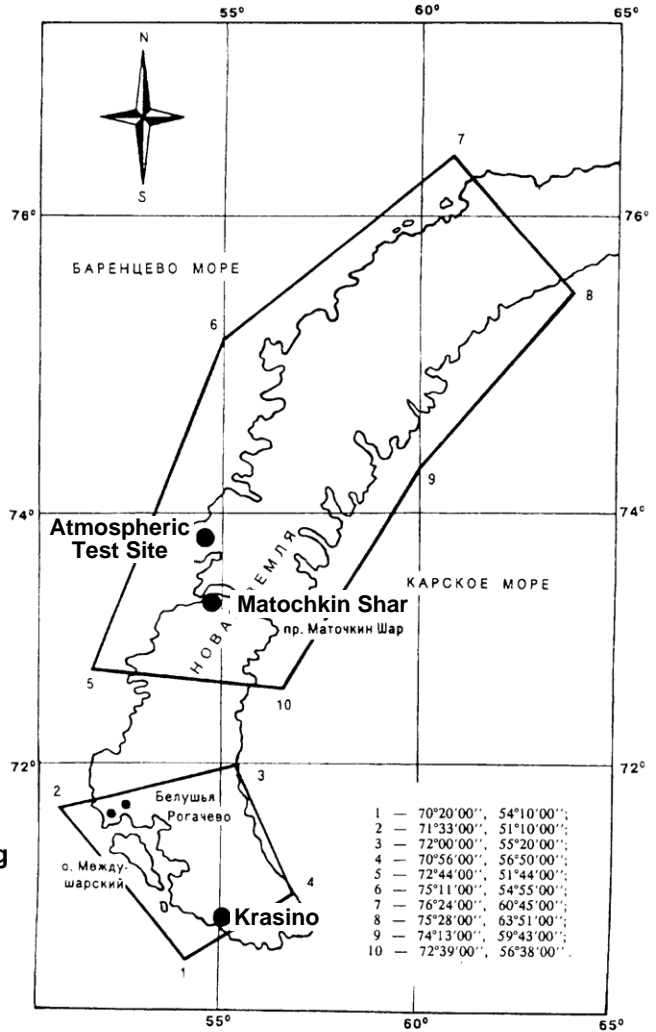 55° 60° 65°
N
S
7
76° 76°
БАРЕНЦЕВО МОРЕ
8
6
9
Atmospheric
Test Site
74° 74°
НОВАЯ ЗЕМЛЯ
КАРСКОЕ МОРЕ
Matochkin Shar
пр. Маточкин Шар
5
10
72° 72°
3
2
Белушья
Рогачево
g
о. Между-
шарский
4
Krasino
1
1 — 70°20'00'', 54°10'00'';
2 — 71°33'00'', 51°10'00'';
3 — 72°00'00'', 55°20'00'';
4 — 70°56'00'', 56°50'00'';
5 — 72°44'00'', 51°44'00'';
6 — 75°11'00'', 54°55'00'';
7 — 76°24'00'', 60°45'00'';
8 — 75°28'00'', 63°51'00'';
9 — 74°13'00'', 59°43'00'';
10 — 72°39'00'', 56°38'00''.
55° 60° 65°